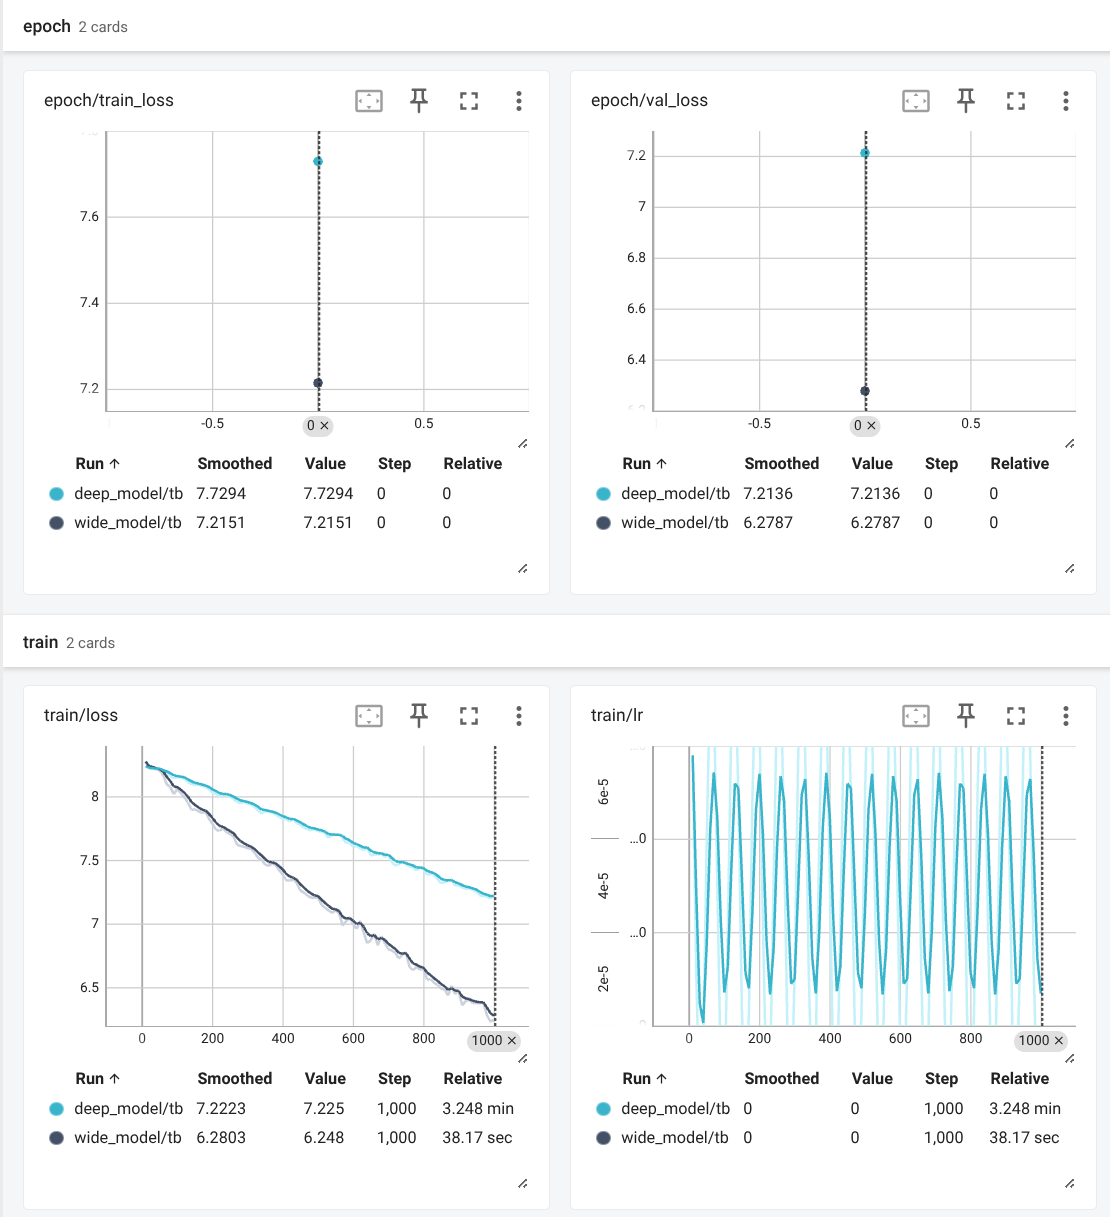 epoch 2 cards
epoch/train_loss
7.6
7.4
7.2
-0.5
0 ×
0.5
Run ↑ Smoothed Value Step Relative
deep_model/tb 7.7294 7.7294 0 0
wide_model/tb 7.2151 7.2151 0 0
epoch/val_loss
7.2
7
6.8
6.6
6.4
-0.5
0 ×
0.5
Run ↑ Smoothed Value Step Relative
deep_model/tb 7.2136 7.2136 0 0
wide_model/tb 6.2787 6.2787 0 0
train 2 cards
train/loss
8
7.5
7
6.5
0
200
400
600
800
1000 ×
Run ↑ Smoothed Value Step Relative
deep_model/tb 7.2223 7.225 1,000 3.248 min
wide_model/tb 6.2803 6.248 1,000 38.17 sec
train/lr
6e-5
...0
4e-5
...0
2e-5
0
200
400
600
800
1000 ×
Run ↑ Smoothed Value Step Relative
deep_model/tb 0 0 1,000 3.248 min
wide_model/tb 0 0 1,000 38.17 sec